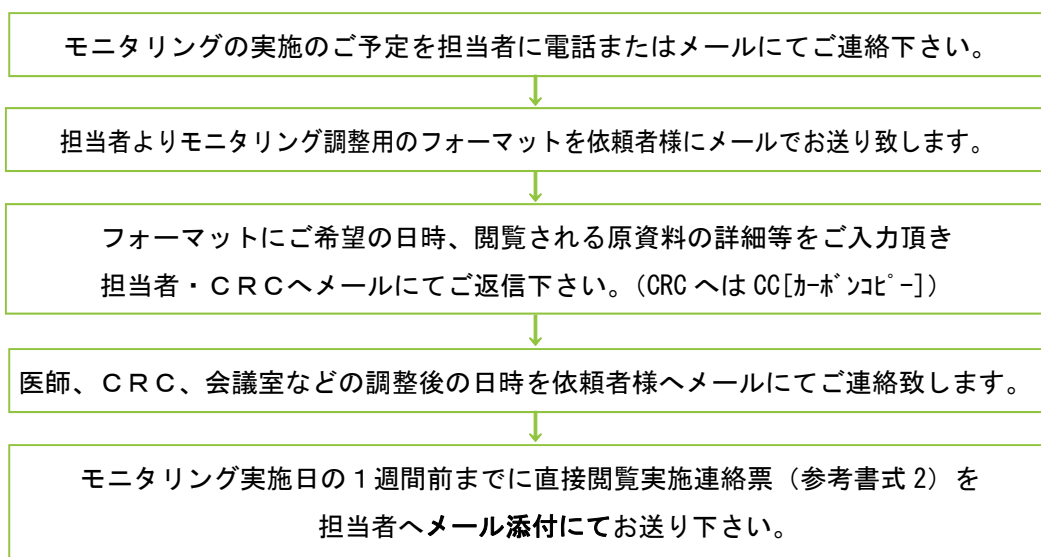 モニタリングの実施のご予定を担当者に電話またはメールにてご連絡下さい。
担当者よりモニタリング調整用のフォーマットを依頼者様にメールでお送り致します。
フォーマットにご希望の日時、閲覧される原資料の詳細等をご入力頂き
担当者・ＣＲＣへメールにてご返信下さい。（CRC へは CC[ｶｰﾎﾞﾝｺﾋﾟｰ]）
医師、ＣＲＣ、会議室などの調整後の日時を依頼者様へメールにてご連絡致します。
モニタリング実施日の１週間前までに直接閲覧実施連絡票（参考書式 2）を
担当者へメール添付にてお送り下さい。